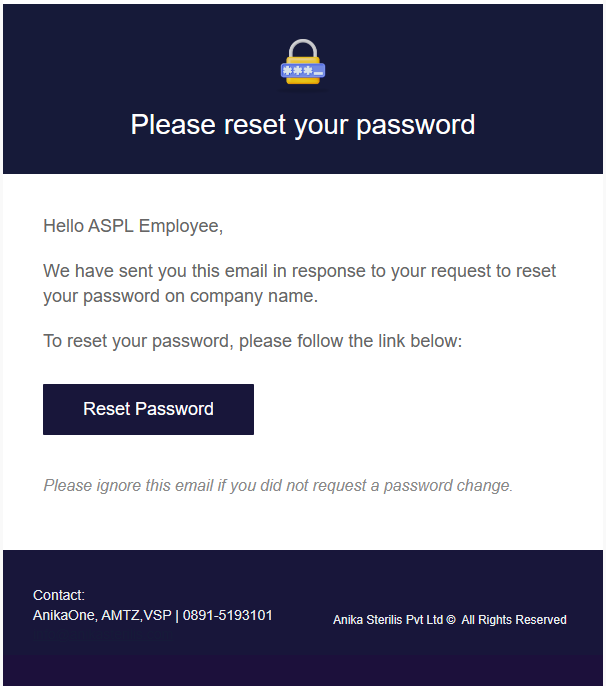 ***_
Please reset your password
Hello ASPL Employee,
We have sent you this email in response to your request to reset
your password on company name.
To reset your password, please follow the link below:
Reset Password
Please ignore this email if you did not request a password change.
Contact:
AnikaOne, AMTZ,VSP | 0891-5193101
Anika Sterilis Pvt Ltd © All Rights Reserved